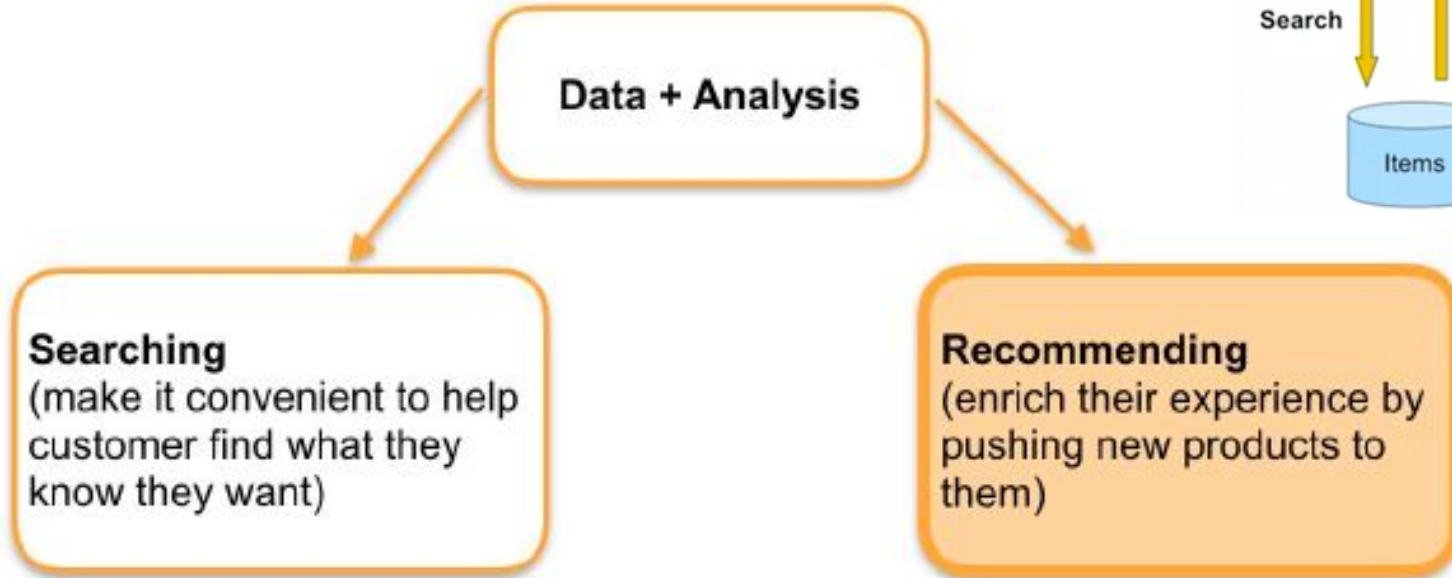 Search
Data + Analysis
Items
Searching
(make it convenient to help
customer find what they
know they want)
Recommending
(enrich their experience by
pushing new products to
them)